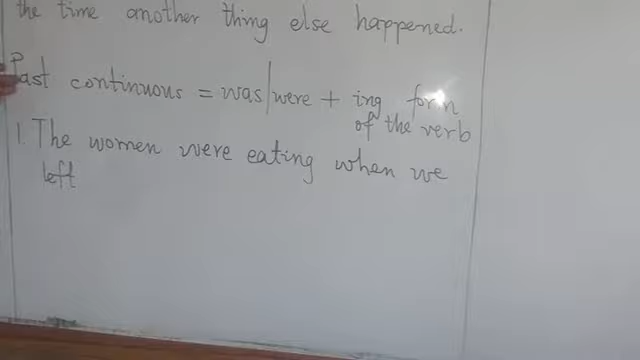 the time another thing else happened.
Past continuous = was/were + ing form
of the verb
1. The women were eating when we
left